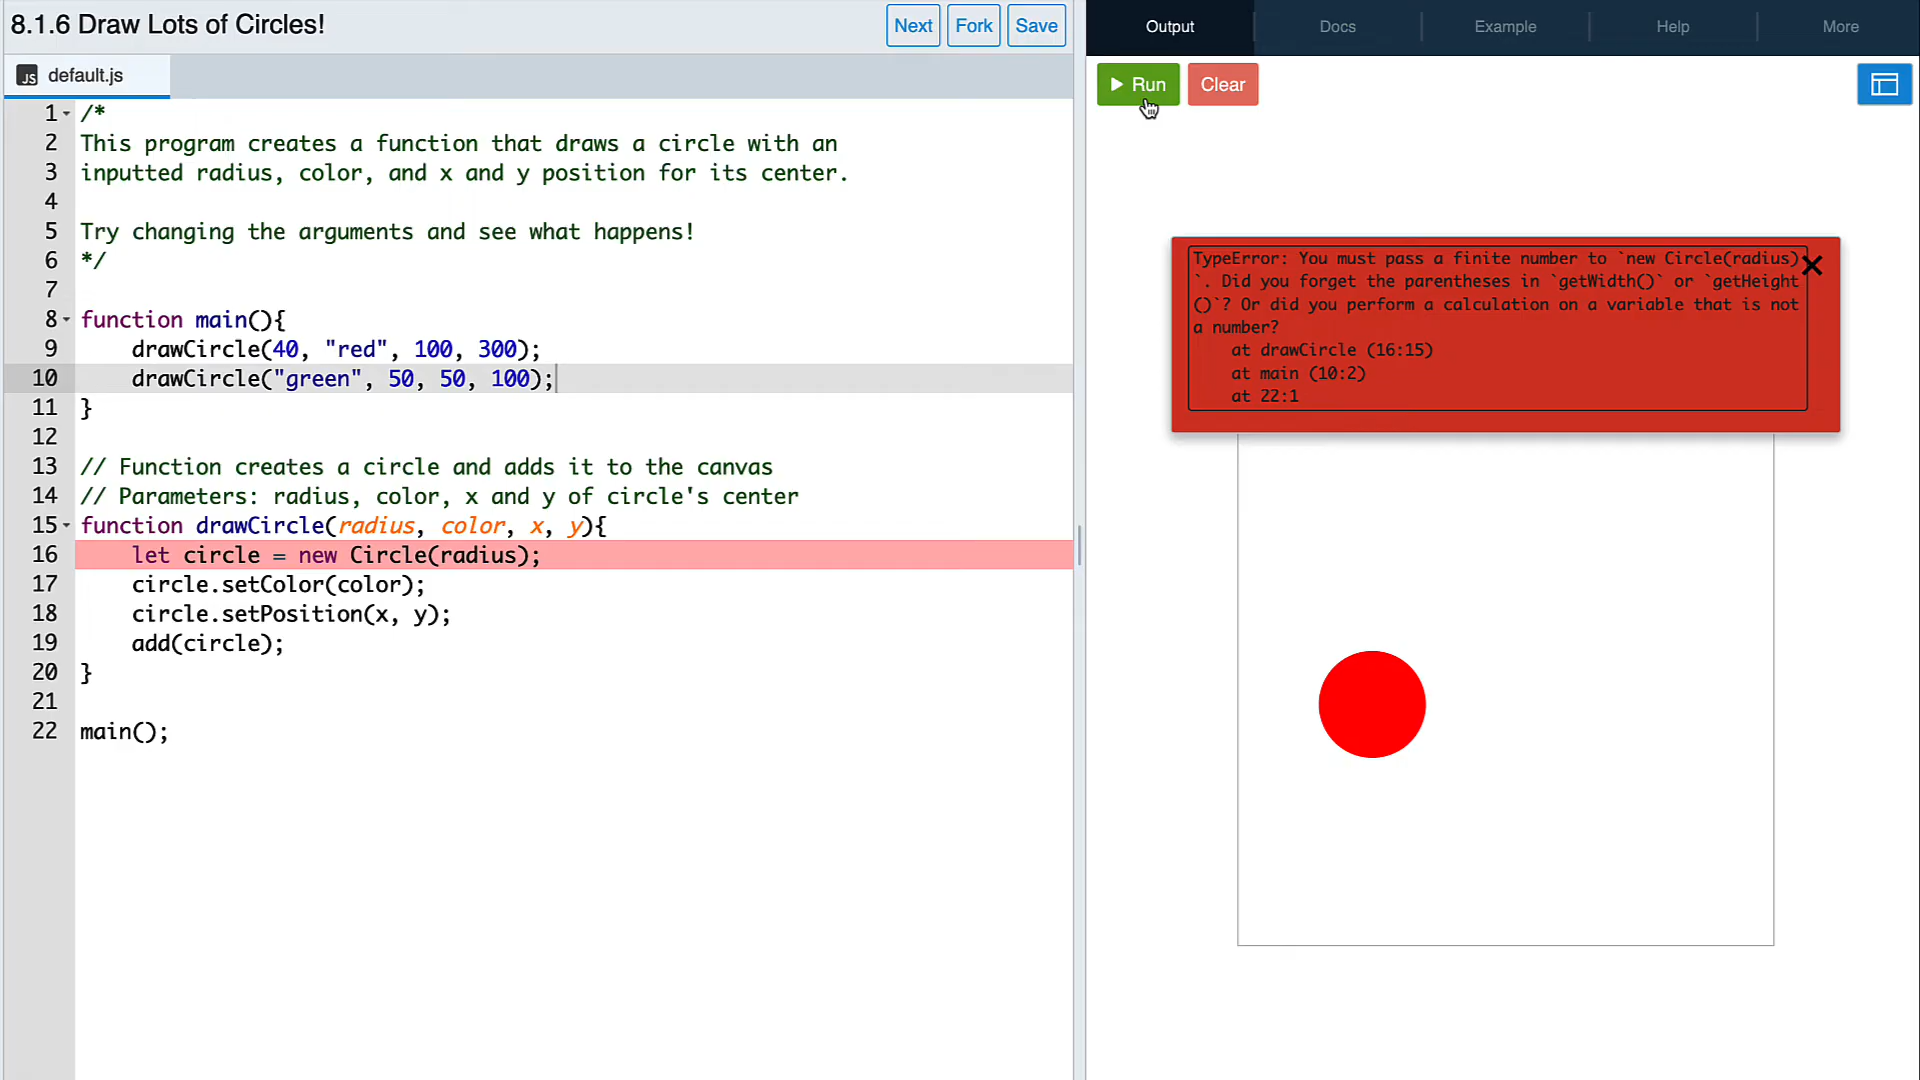 8.1.6 Draw Lots of Circles!
Next
Fork
Save
Output
Docs
Example
Help
More
JS default.js
Run
Clear
1 /*
2 This program creates a function that draws a circle with an
3 inputted radius, color, and x and y position for its center.
4
5 Try changing the arguments and see what happens!
6 */
7
8 function main(){
9 drawCircle(40, "red", 100, 300);
10 drawCircle("green", 50, 50, 100);
11 }
12
13 // Function creates a circle and adds it to the canvas
14 // Parameters: radius, color, x and y of circle's center
15 function drawCircle(radius, color, x, y){
16 let circle = new Circle(radius);
17 circle.setColor(color);
18 circle.setPosition(x, y);
19 add(circle);
20 }
21
22 main();
TypeError: You must pass a finite number to `new Circle(radius)
`. Did you forget the parentheses in `getWidth()` or `getHeight
()`? Or did you perform a calculation on a variable that is not
a number?
at drawCircle (16:15)
at main (10:2)
at 22:1